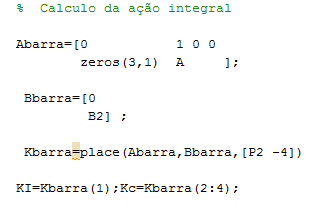 % Calculo da ação integral
Abarra=[0 1 0 0
zeros(3,1) A ];
Bbarra=[0
B2] ;
Kbarra=place(Abarra,Bbarra,[P2 -4])
KI=Kbarra(1);Kc=Kbarra(2:4);